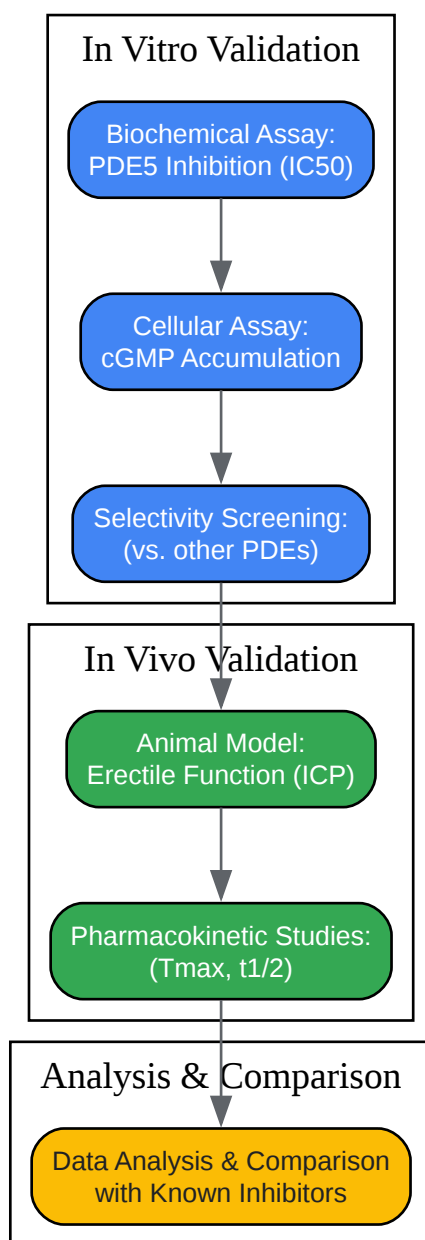 In Vitro Validation
Biochemical Assay:
PDE5 Inhibition (IC50)
Cellular Assay:
cGMP Accumulation
Selectivity Screening:
(vs. other PDEs)
In Vivo Validation
Animal Model:
Erectile Function (ICP)
Pharmacokinetic Studies:
(Tmax, t1/2)
Analysis & Comparison
Data Analysis & Comparison
with Known Inhibitors